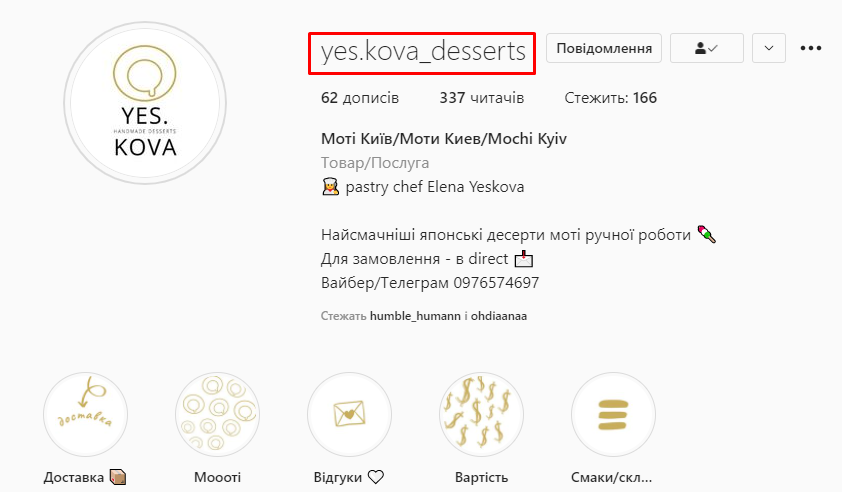 YES.
HANDMADE DESSERTS
KOVA
yes.kova_desserts
Повідомлення
62 дописів 337 читачів Стежить: 166
Моті Київ/Моти Киев/Mochi Kyiv
Товар/Послуга
pastry chef Elena Yeskova
Найсмачніші японські десерти моті ручної роботи
Для замовлення - в direct
Вайбер/Телеграм 0976574697
Стежать humble_humann і ohdiaanaa
доставка
Доставка Мооoті Відгуки Вартість Смаки/скл...